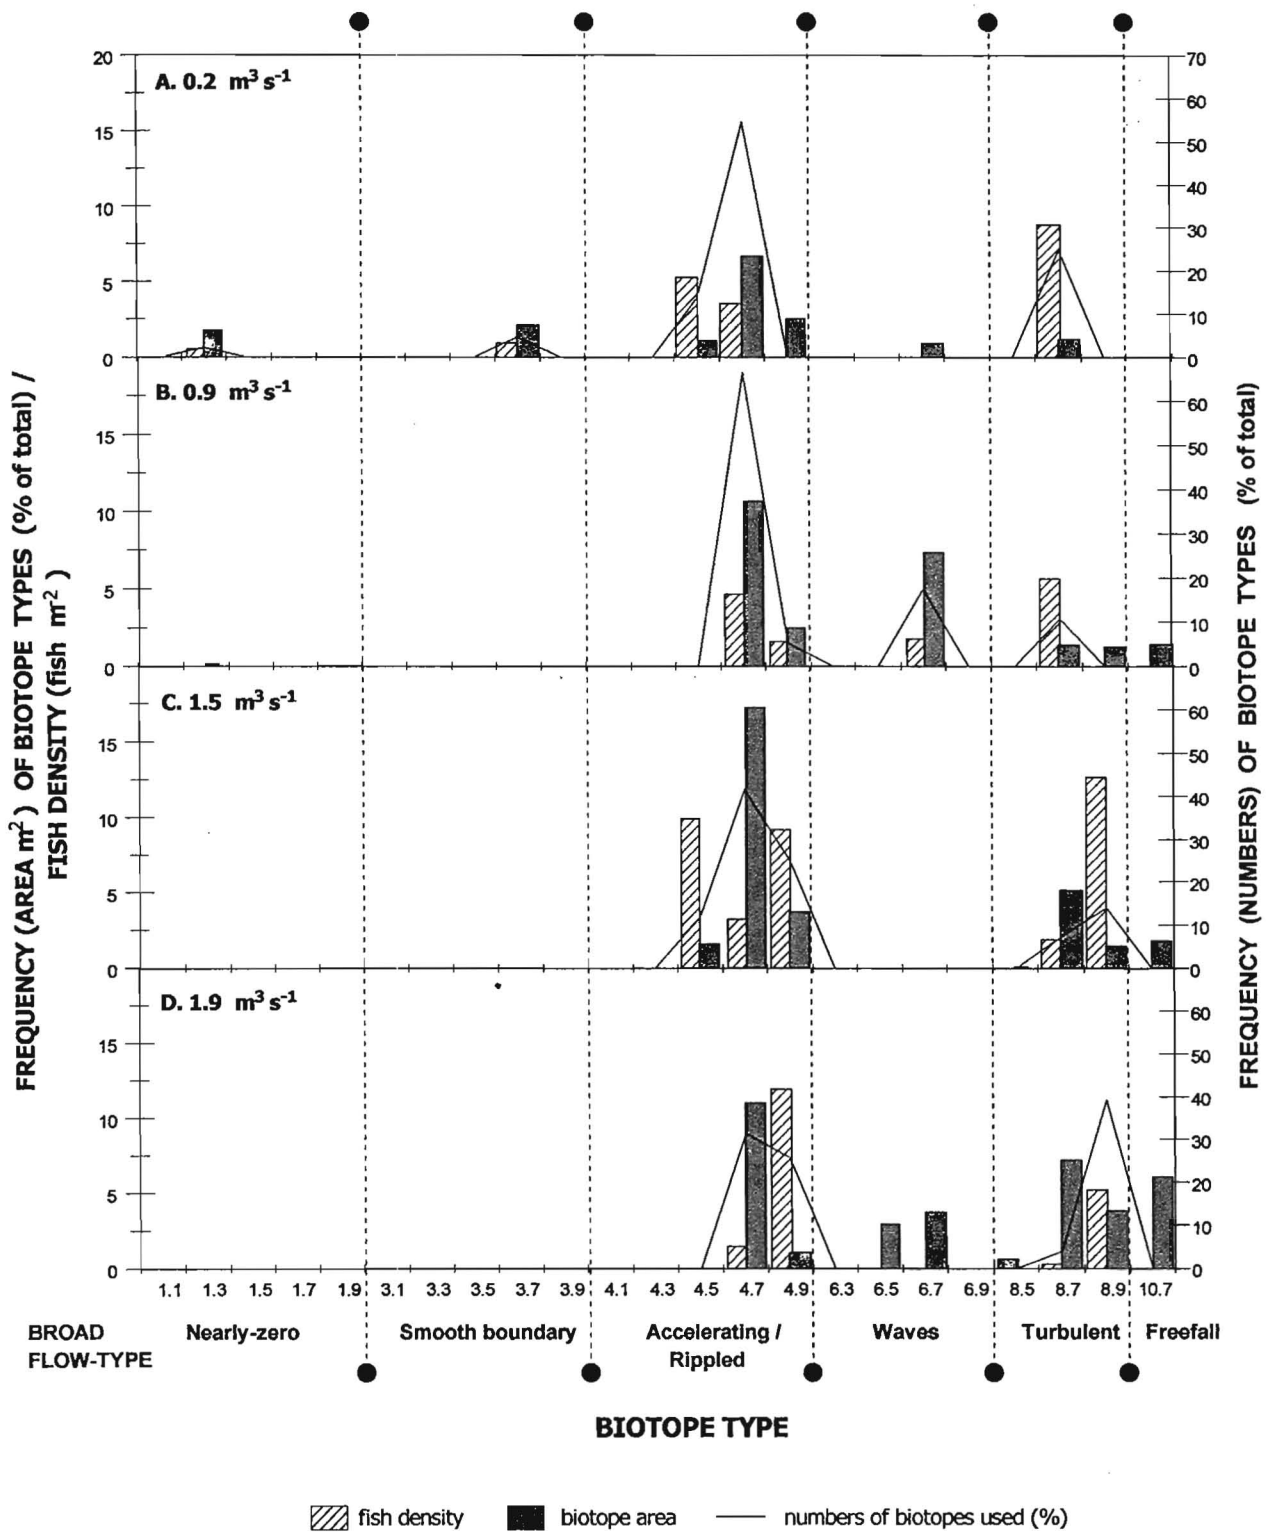 20
15
10
5
0
A. 0.2 m³ s⁻¹
70
60
50
40
30
20
10
0
B. 0.9 m³ s⁻¹
15
10
5
0
60
50
40
30
20
10
0
C. 1.5 m³ s⁻¹
15
10
5
0
60
50
40
30
20
10
0
D. 1.9 m³ s⁻¹
15
10
5
0
60
50
40
30
20
10
0
FREQUENCY (AREA m²) OF BIOTOPE TYPES (% of total) /
FISH DENSITY (fish m⁻²)
FREQUENCY (NUMBERS) OF BIOTOPE TYPES (% of total)
1.1 1.3 1.5 1.7 1.9 3.1 3.3 3.5 3.7 3.9 4.1 4.3 4.5 4.7 4.9 6.3 6.5 6.7 6.9 8.5 8.7 8.9 10.7
BROAD FLOW-TYPE
Nearly-zero
Smooth boundary
Accelerating /
Rippled
Waves
Turbulent
Freefall
BIOTOPE TYPE
fish density
biotope area
numbers of biotopes used (%)